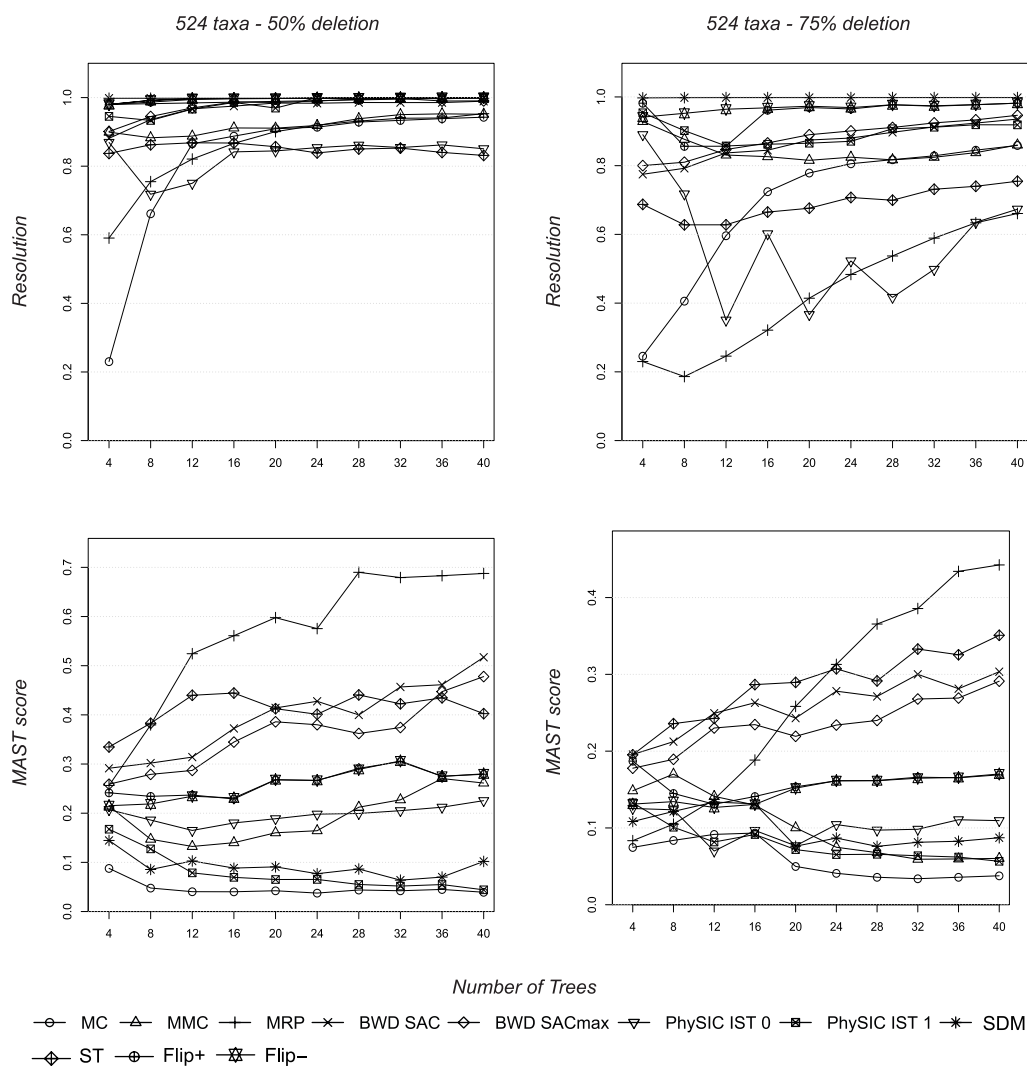 524 taxa - 50% deletion
524 taxa - 75% deletion
Resolution
1.0
0.8
0.6
0.4
0.2
0.0
4 8 12 16 20 24 28 32 36 40
Resolution
1.0
0.8
0.6
0.4
0.2
0.0
4 8 12 16 20 24 28 32 36 40
MAST score
0.7
0.6
0.5
0.4
0.3
0.2
0.1
0.0
4 8 12 16 20 24 28 32 36 40
MAST score
0.4
0.3
0.2
0.1
0.0
4 8 12 16 20 24 28 32 36 40
Number of Trees
MC MMC MRP BWD SAC BWD SACmax PhySIC IST 0 PhySIC IST 1 SDM
ST Flip+ Flip−